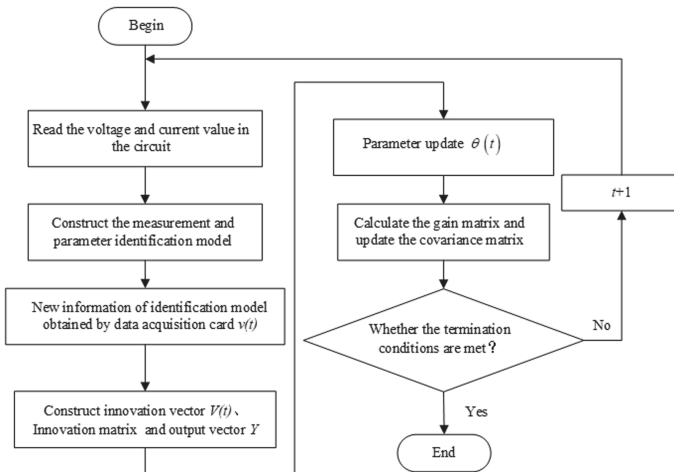 Begin
Read the voltage and current value in
the circuit
Construct the measurement and
parameter identification model
New information of identification model
obtained by data acquisition card v(t)
Construct innovation vector V(t)、
Innovation matrix and output vector Y
Parameter update θ(t)
Calculate the gain matrix and
update the covariance matrix
Whether the termination
conditions are met？
No
t+1
Yes
End